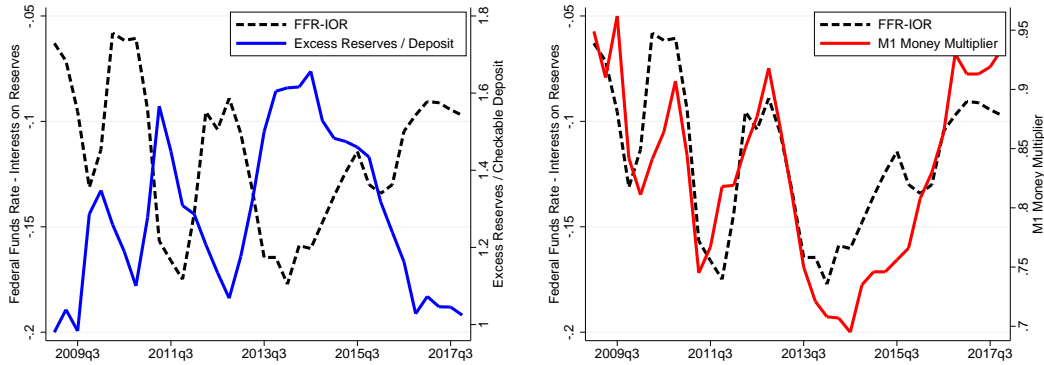 FFR-IOR
Excess Reserves / Deposit
Federal Funds Rate - Interests on Reserves
-.05
-.1
-.15
-.2
1.8
1.6
1.4
1.2
1
Excess Reserves / Checkable Deposit
2009q3 2011q3 2013q3 2015q3 2017q3
FFR-IOR
M1 Money Multiplier
Federal Funds Rate - Interests on Reserves
-.05
-.1
-.15
-.2
.95
.9
.85
.8
.75
.7
M1 Money Multiplier
2009q3 2011q3 2013q3 2015q3 2017q3